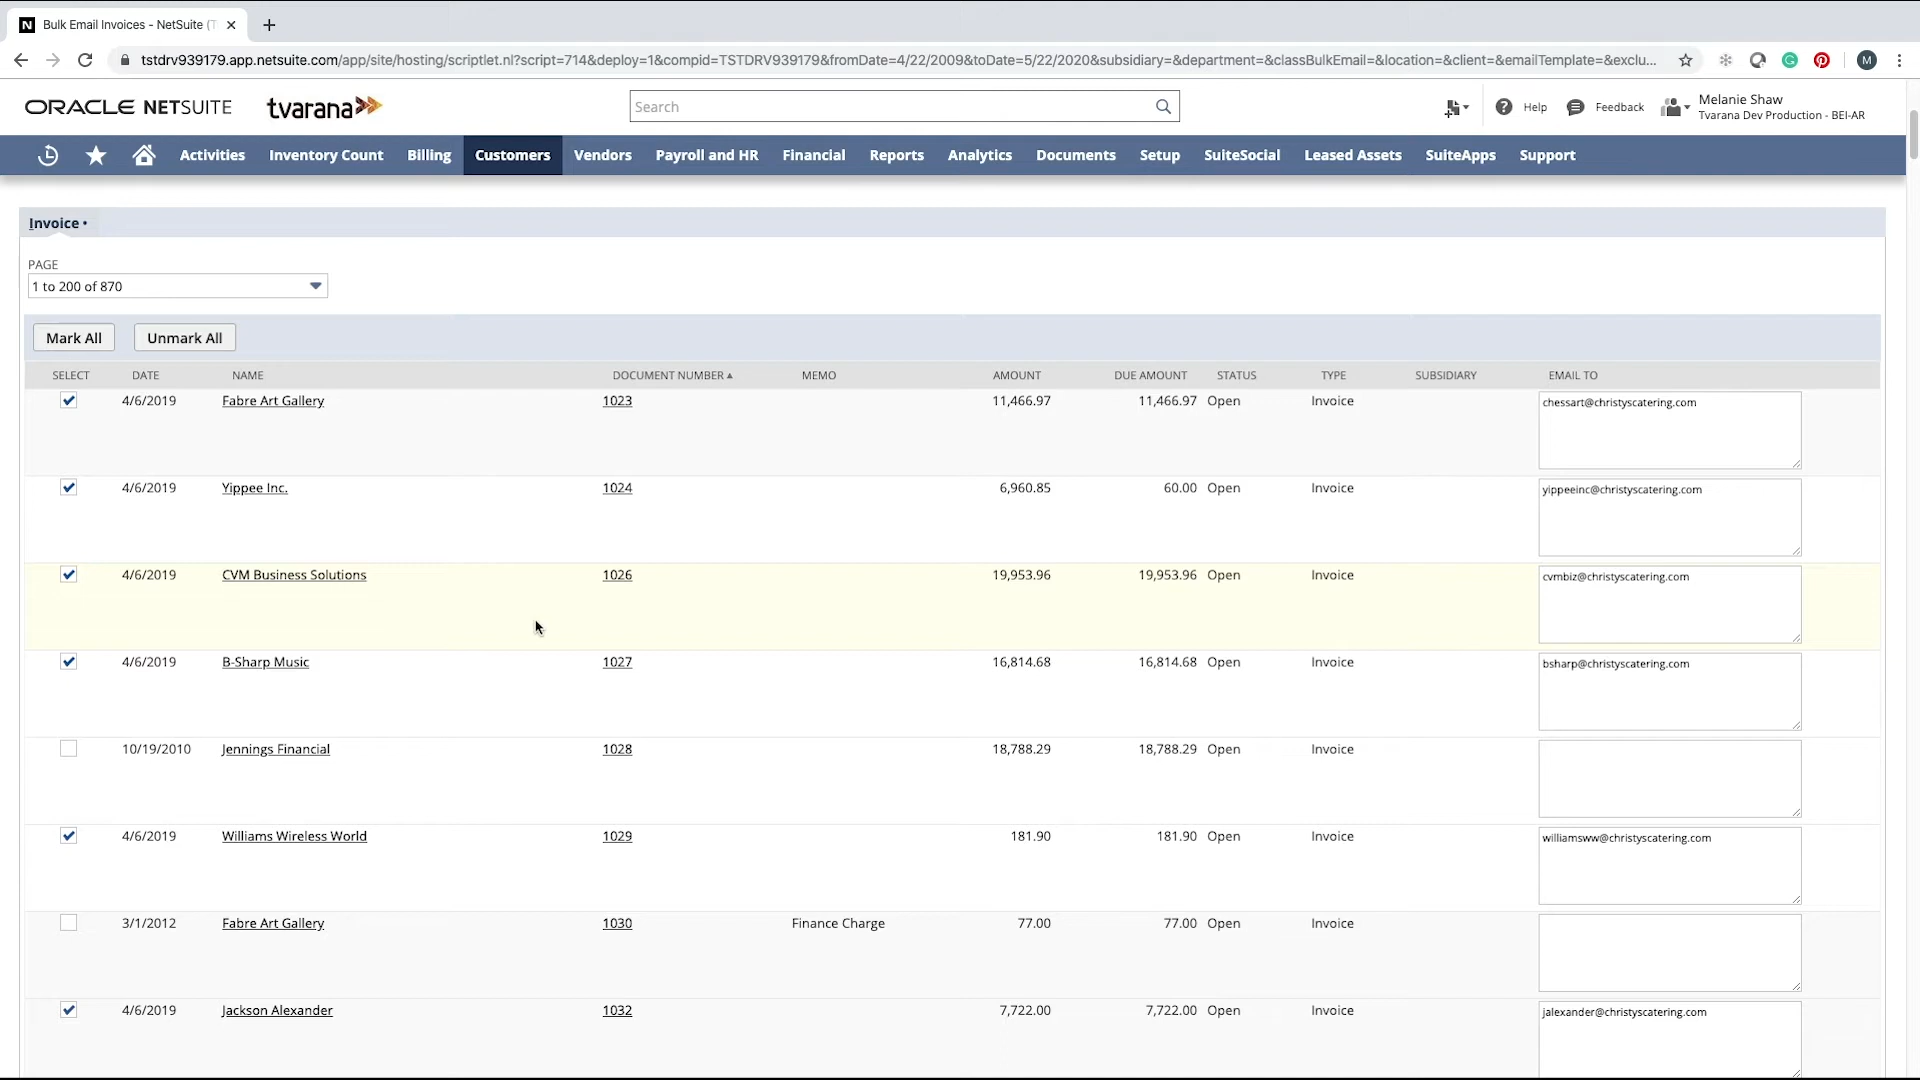 Bulk Email Invoices - NetSuite (T
tstdrv939179.app.netsuite.com/app/site/hosting/scriptlet.nl?script=714&deploy=1&compid=TSTDRV939179&fromDate=4/22/2009&toDate=5/22/2020&subsidiary=&department=&classBulkEmail=&location=&client=&emailTemplate=&exclu...
M
ORACLE NETSUITE
tvarana
Search
Help
Feedback
Melanie Shaw
Tvarana Dev Production - BEI-AR
Activities Inventory Count Billing Customers Vendors Payroll and HR Financial Reports Analytics Documents Setup SuiteSocial Leased Assets SuiteApps Support
Invoice •
PAGE
1 to 200 of 870
Mark All Unmark All
SELECT DATE NAME DOCUMENT NUMBER ▲ MEMO AMOUNT DUE AMOUNT STATUS TYPE SUBSIDIARY EMAIL TO
4/6/2019 Fabre Art Gallery 1023 11,466.97 11,466.97 Open Invoice chessart@christyscatering.com
4/6/2019 Yippee Inc. 1024 6,960.85 60.00 Open Invoice yippeeinc@christyscatering.com
4/6/2019 CVM Business Solutions 1026 19,953.96 19,953.96 Open Invoice cvmbiz@christyscatering.com
4/6/2019 B-Sharp Music 1027 16,814.68 16,814.68 Open Invoice bsharp@christyscatering.com
10/19/2010 Jennings Financial 1028 18,788.29 18,788.29 Open Invoice
4/6/2019 Williams Wireless World 1029 181.90 181.90 Open Invoice williamsww@christyscatering.com
3/1/2012 Fabre Art Gallery 1030 Finance Charge 77.00 77.00 Open Invoice
4/6/2019 Jackson Alexander 1032 7,722.00 7,722.00 Open Invoice jalexander@christyscatering.com